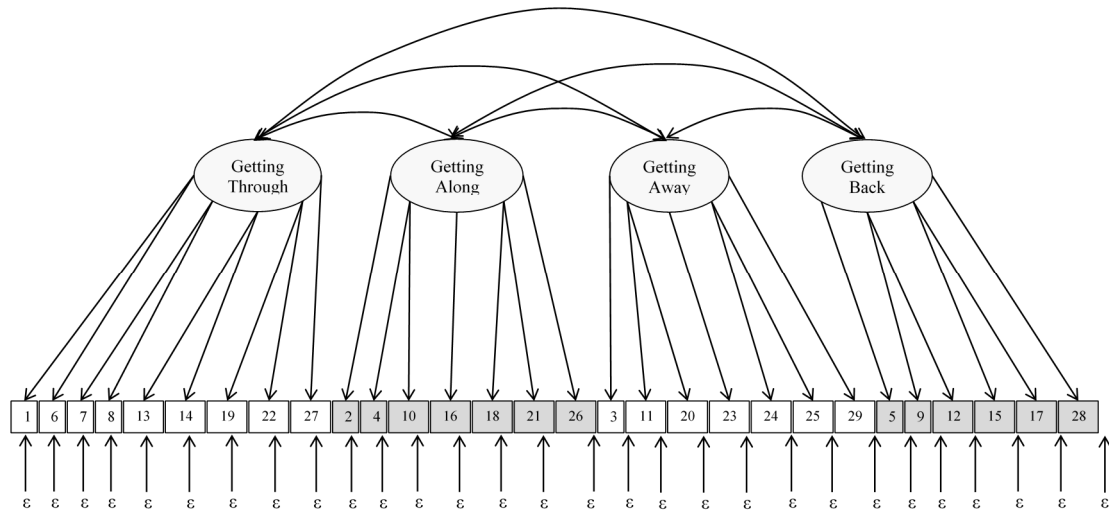 Getting
Through
Getting
Along
Getting
Away
Getting
Back
1 6 7 8 13 14 19 22 27 2 4 10 16 18 21 26 3 11 20 23 24 25 29 5 9 12 15 17 28
ε ε ε ε ε ε ε ε ε ε ε ε ε ε ε ε ε ε ε ε ε ε ε ε ε ε ε ε ε